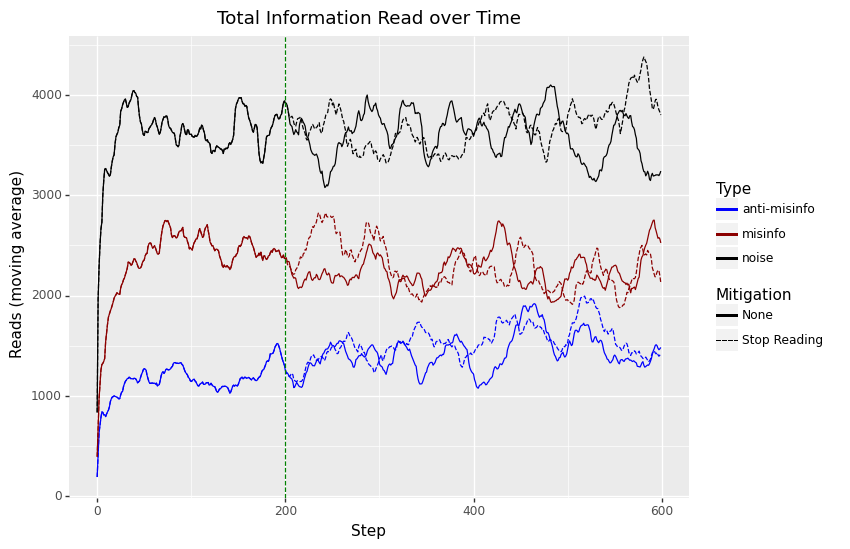 Total Information Read over Time
Reads (moving average)
4000
3000
2000
1000
0
0
200
400
600
Step
Type
anti-misinfo
misinfo
noise
Mitigation
None
Stop Reading